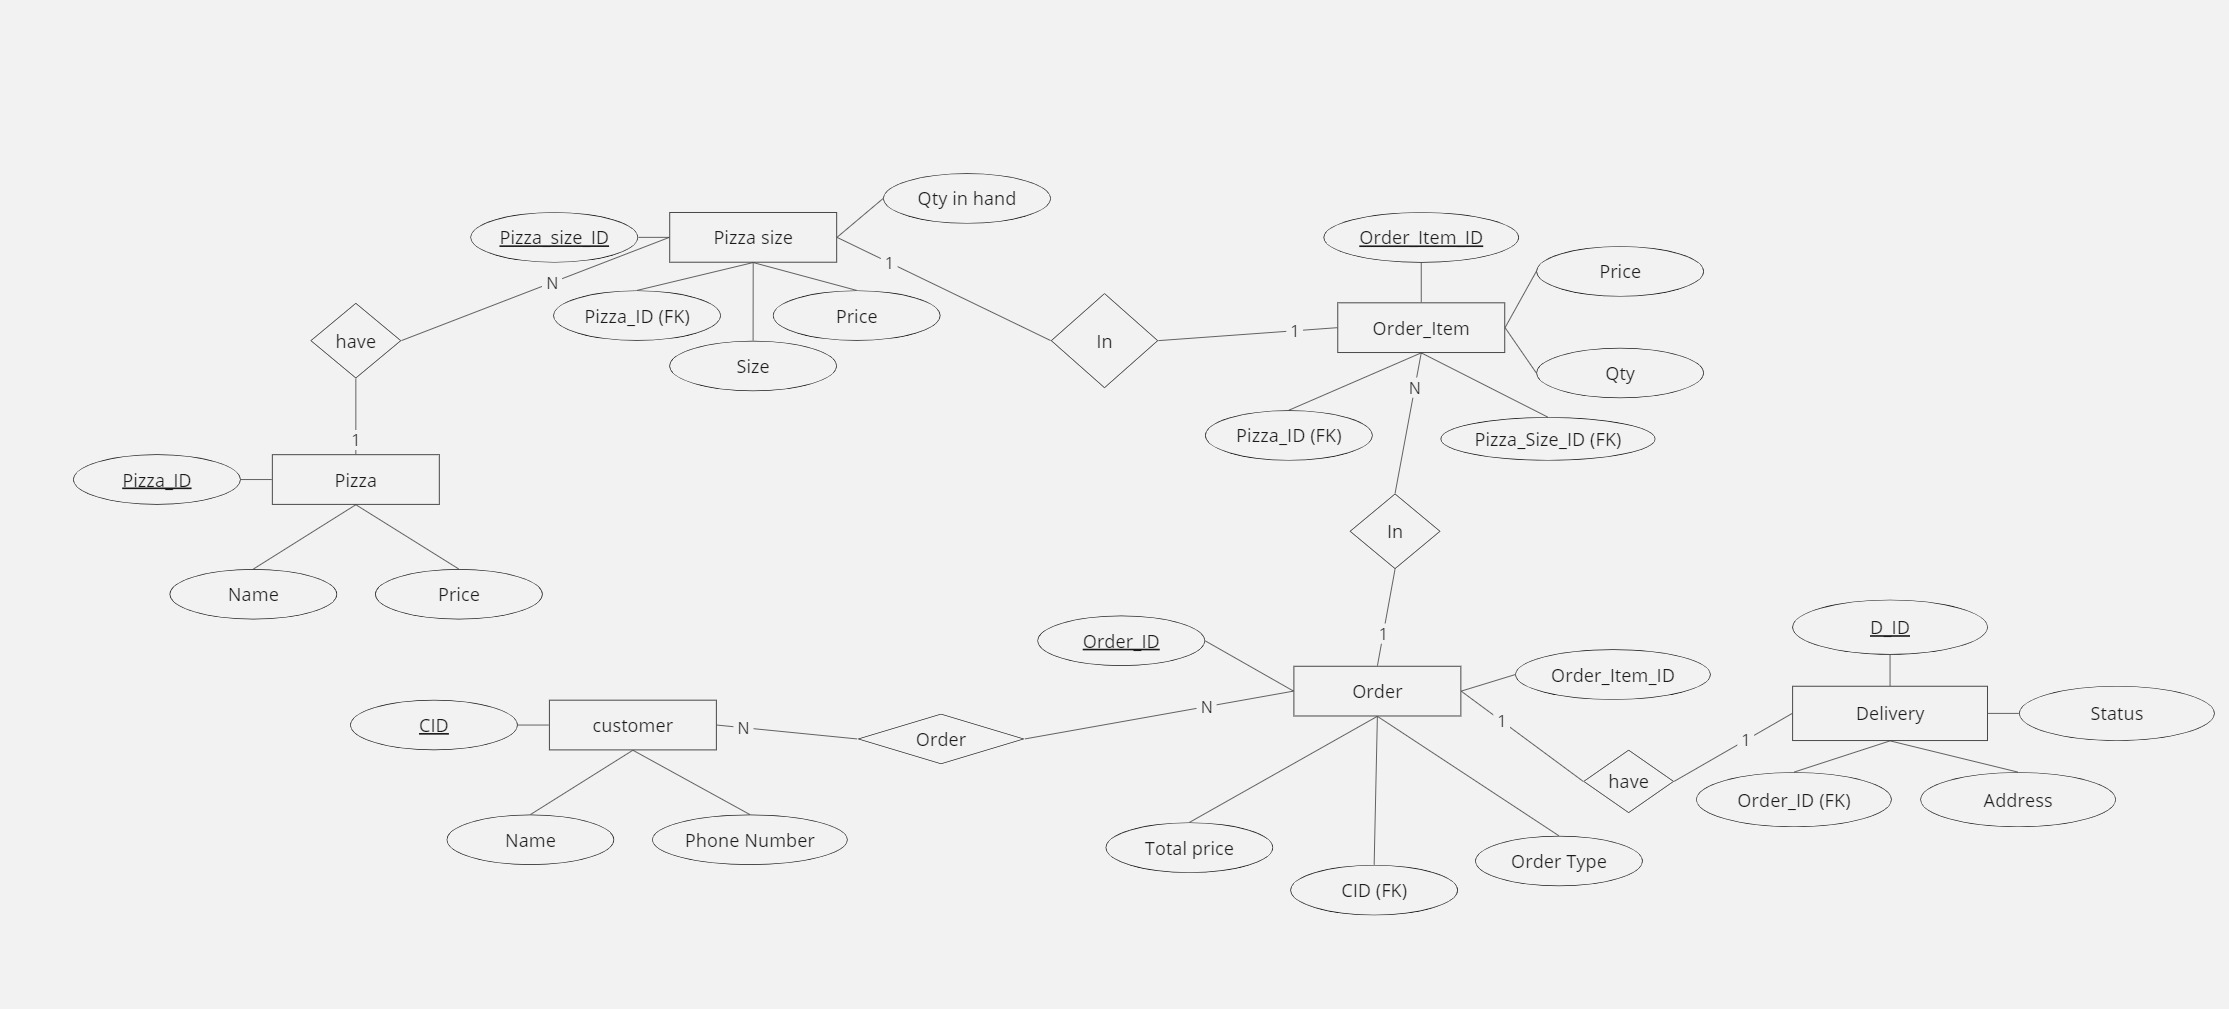 Qty in hand
Pizza_size_ID
Pizza size
Order_Item_ID
1
N
Price
Pizza_ID (FK)
Price
Size
have
In
1
Order_Item
Qty
N
Pizza_ID (FK)
Pizza_Size_ID (FK)
1
Pizza_ID
Pizza
Name
Price
In
1
Order_ID
Order
Order_Item_ID
D_ID
CID
customer
N
Order
N
1
have
1
Delivery
Status
Name
Phone Number
Total price
CID (FK)
Order Type
Order_ID (FK)
Address